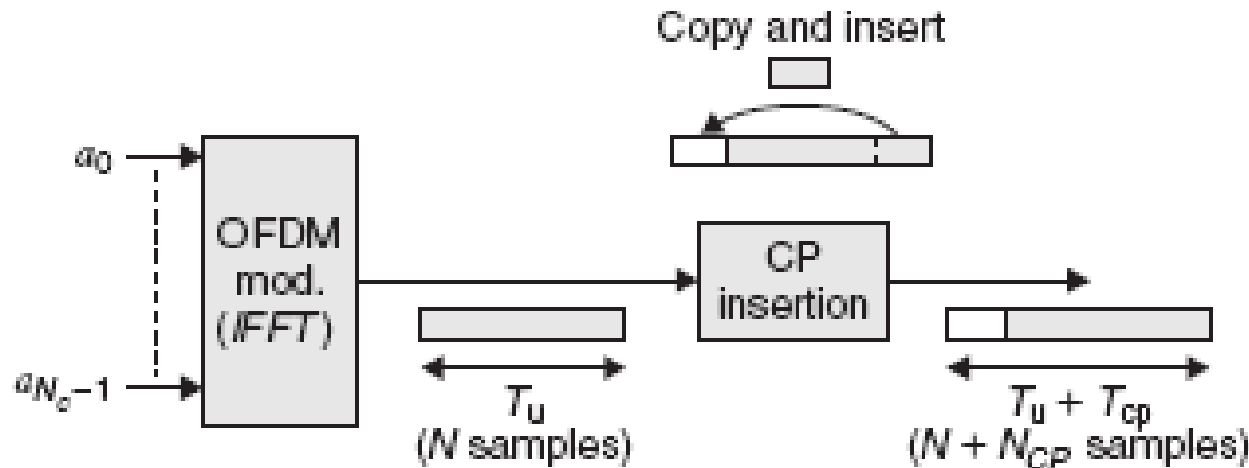 Copy and insert
a0
OFDM
mod.
(IFFT)
aNc−1
CP
insertion
Tu
(N samples)
Tu + Tcp
(N + NCP samples)